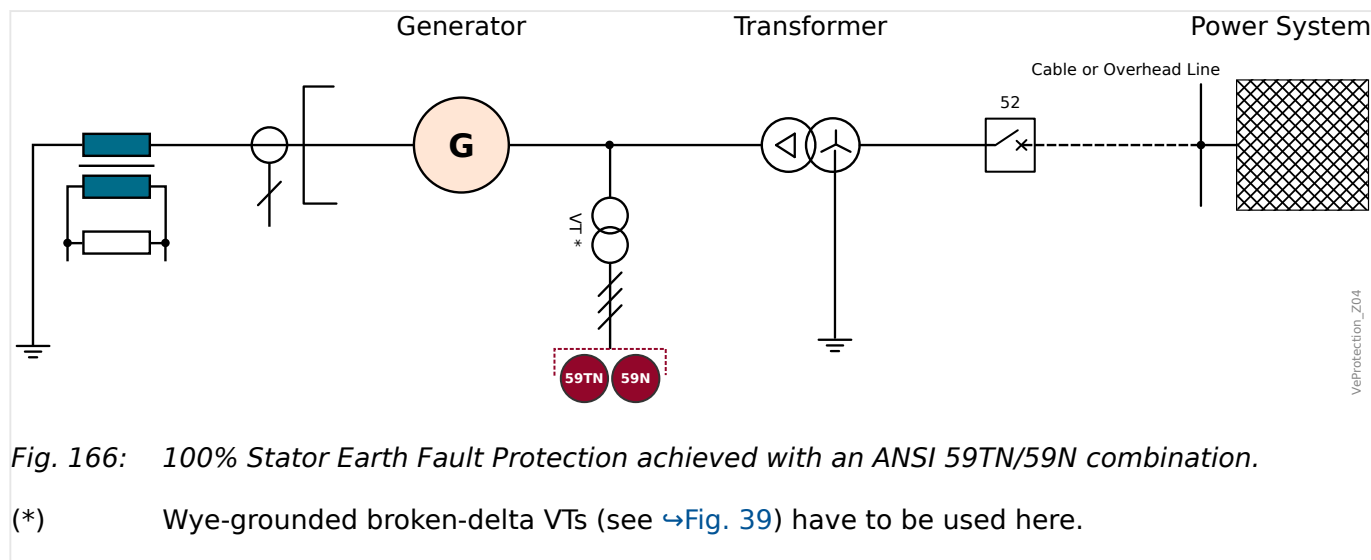 Generator Transformer Power System
Cable or Overhead Line
52
G
VT *
59TN 59N
VeProtection_Z04
Fig. 166: 100% Stator Earth Fault Protection achieved with an ANSI 59TN/59N combination.
(*) Wye-grounded broken-delta VTs (see ↪Fig. 39) have to be used here.